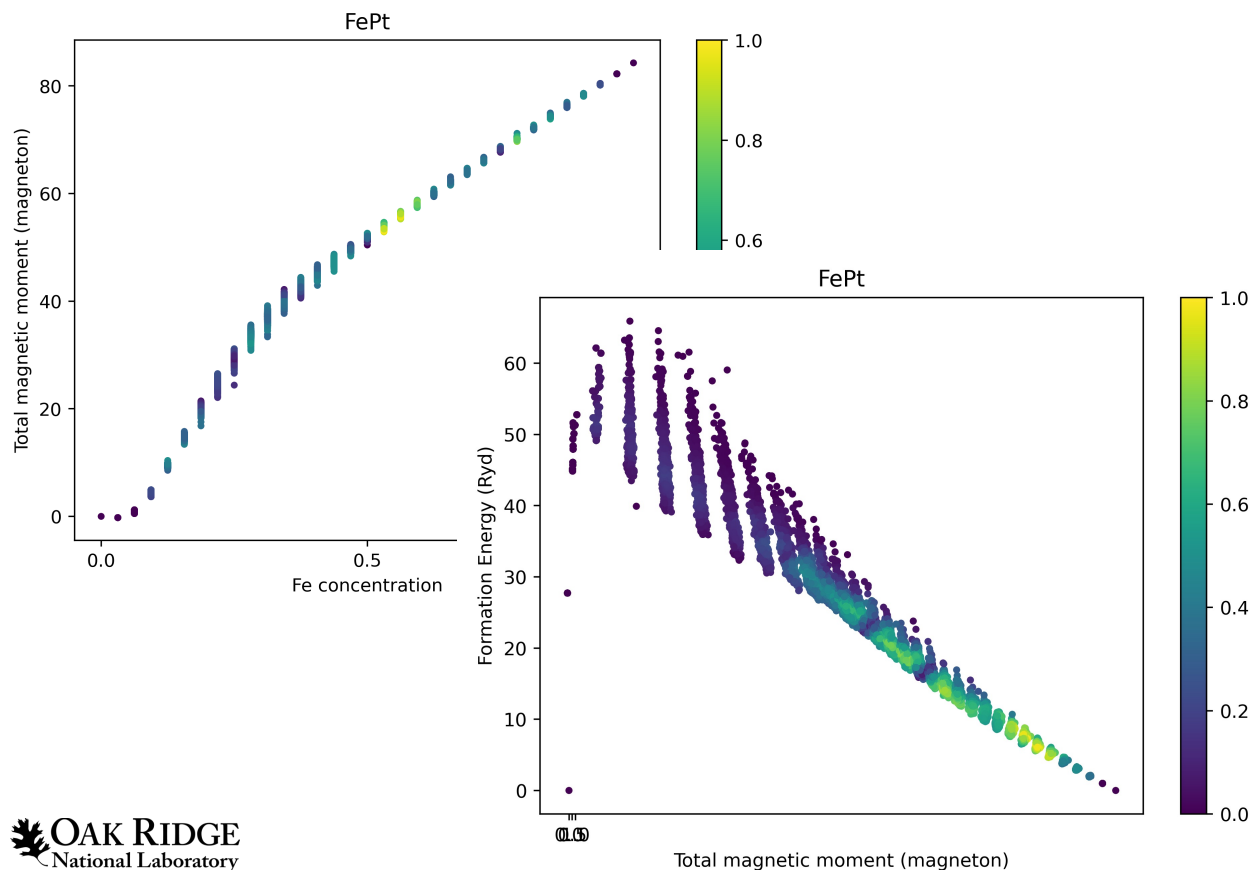 FePt
Total magnetic moment (magneton)
80
60
40
20
0
0.0
0.5
Fe concentration
1.0
0.8
0.6
FePt
Formation Energy (Ryd)
60
50
40
30
20
10
0
Total magnetic moment (magneton)
1.0
0.8
0.6
0.4
0.2
0.0
OAK RIDGE
National Laboratory